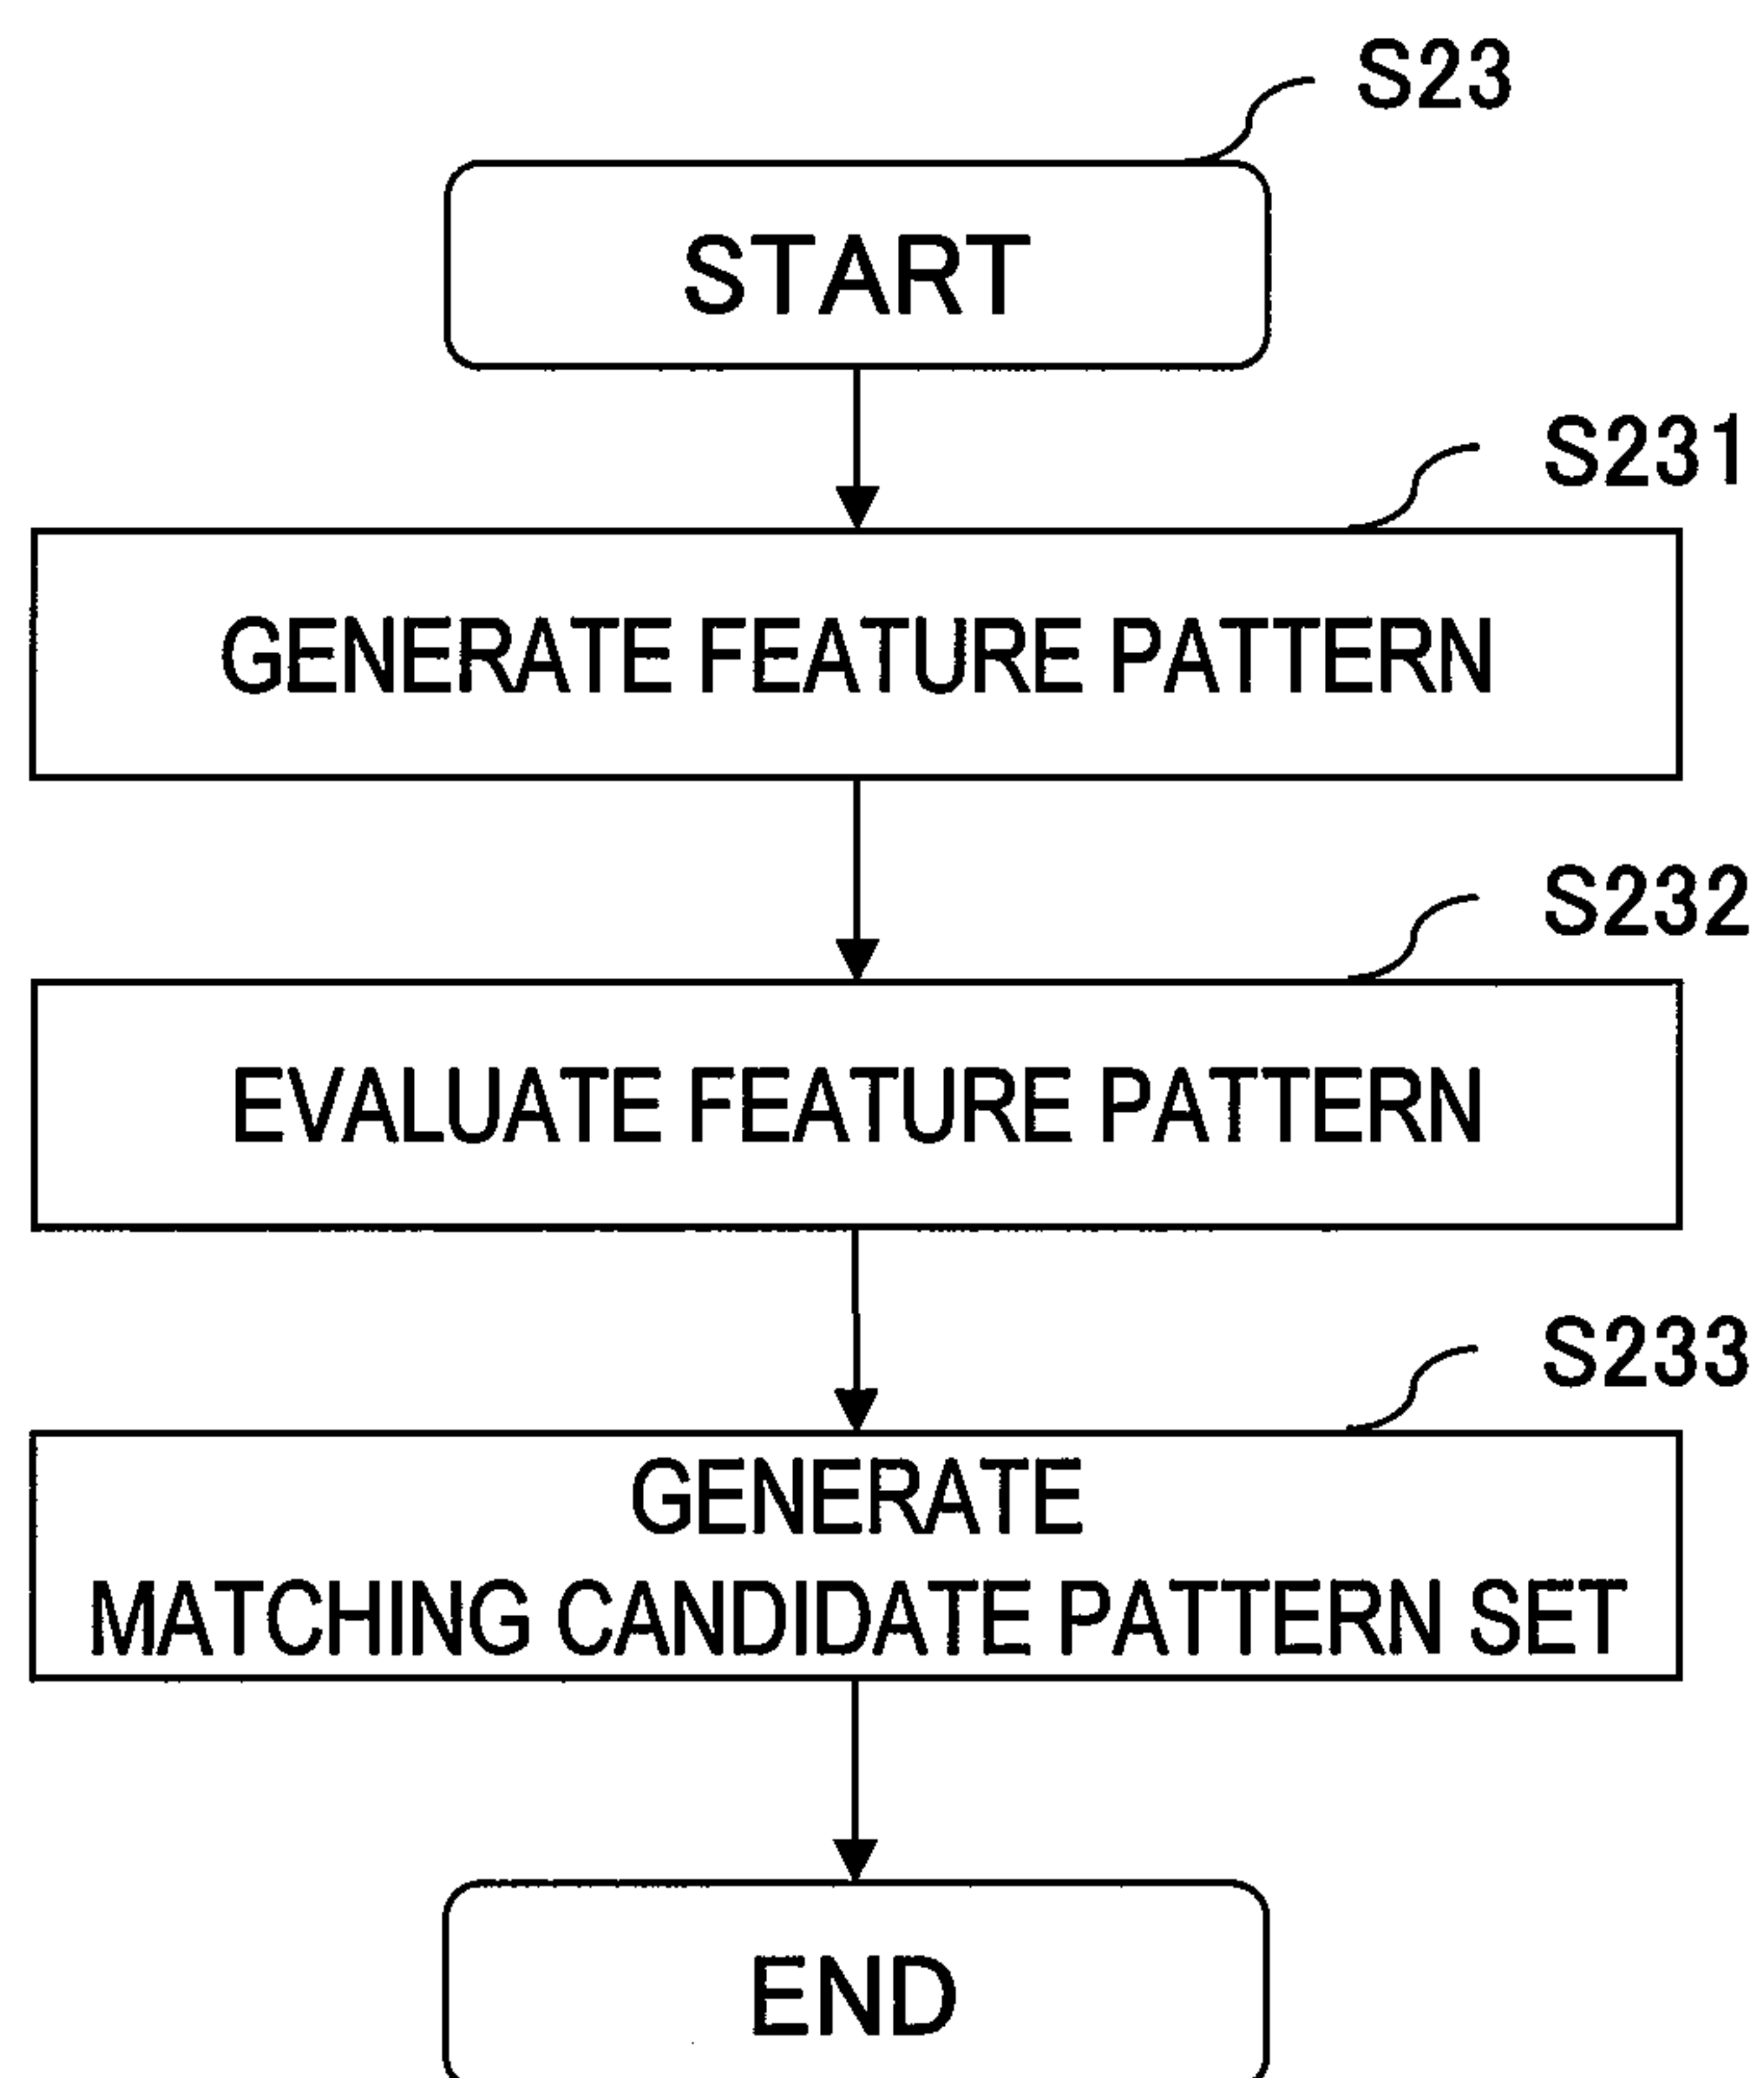 S23
START
S231
GENERATE FEATURE PATTERN
S232
EVALUATE FEATURE PATTERN
S233
GENERATE
MATCHING CANDIDATE PATTERN SET
END